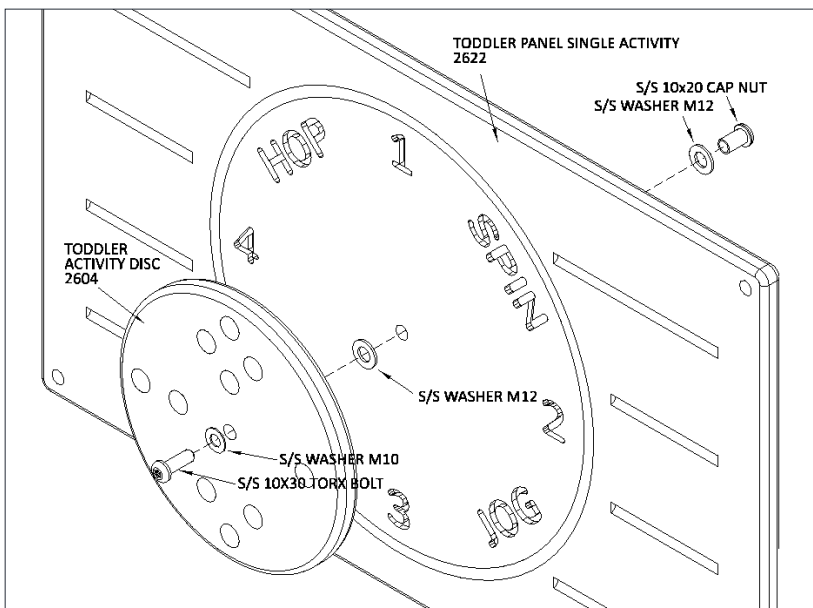 TODDLER PANEL SINGLE ACTIVITY
2622
S/S 10x20 CAP NUT
S/S WASHER M12
HOP
1
SPIN
4
TODDLER
ACTIVITY DISC
2604
S/S WASHER M12
2
S/S WASHER M10
S/S 10X30 TORX BOLT
3
JOG